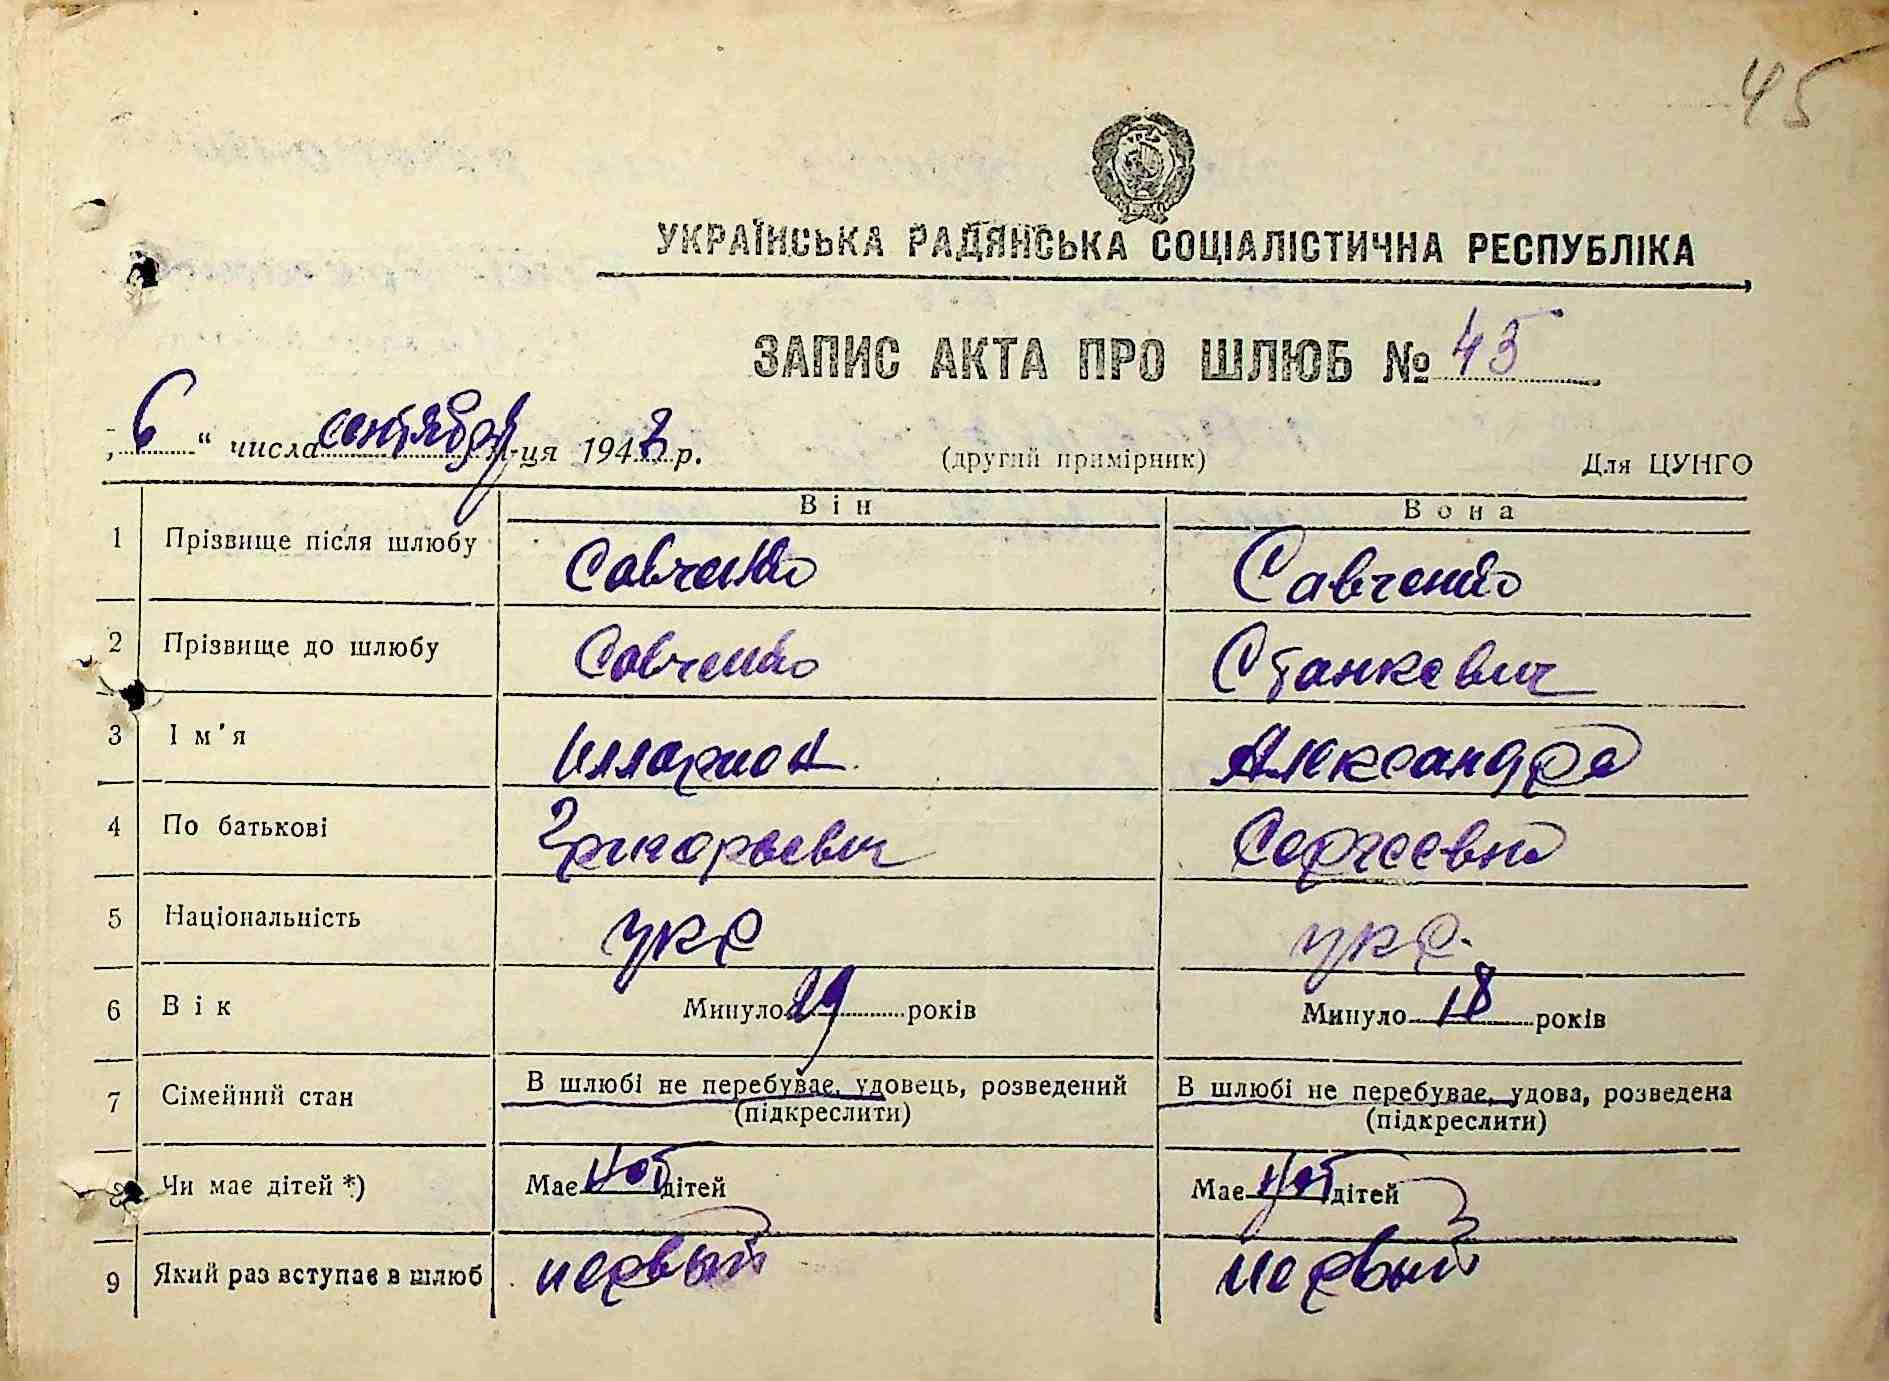 45
УКРАЇНСЬКА РАДЯНСЬКА СОЦІАЛІСТИЧНА РЕСПУБЛІКА
ЗАПИС АКТА ПРО ШЛЮБ № 45
„6“ числа сентября м-ця 1947 р. (другий примірник) Для ЦУНГО
Він Вона
1 Прізвище після шлюбу Савченко Савченко
2 Прізвище до шлюбу Савченко Станкевич
3 Ім'я Илларион Александра
4 По батькові Григорьевич Сергеевна
5 Національність укр укр.
6 Вік Минуло 29 років Минуло 18 років
7 Сімейний стан В шлюбі не перебуває, удовець, розведений В шлюбі не перебуває, удова, розведена
(підкреслити) (підкреслити)
8 Чи має дітей *) Має нет дітей Має нет дітей
9 Який раз вступає в шлюб первый первый